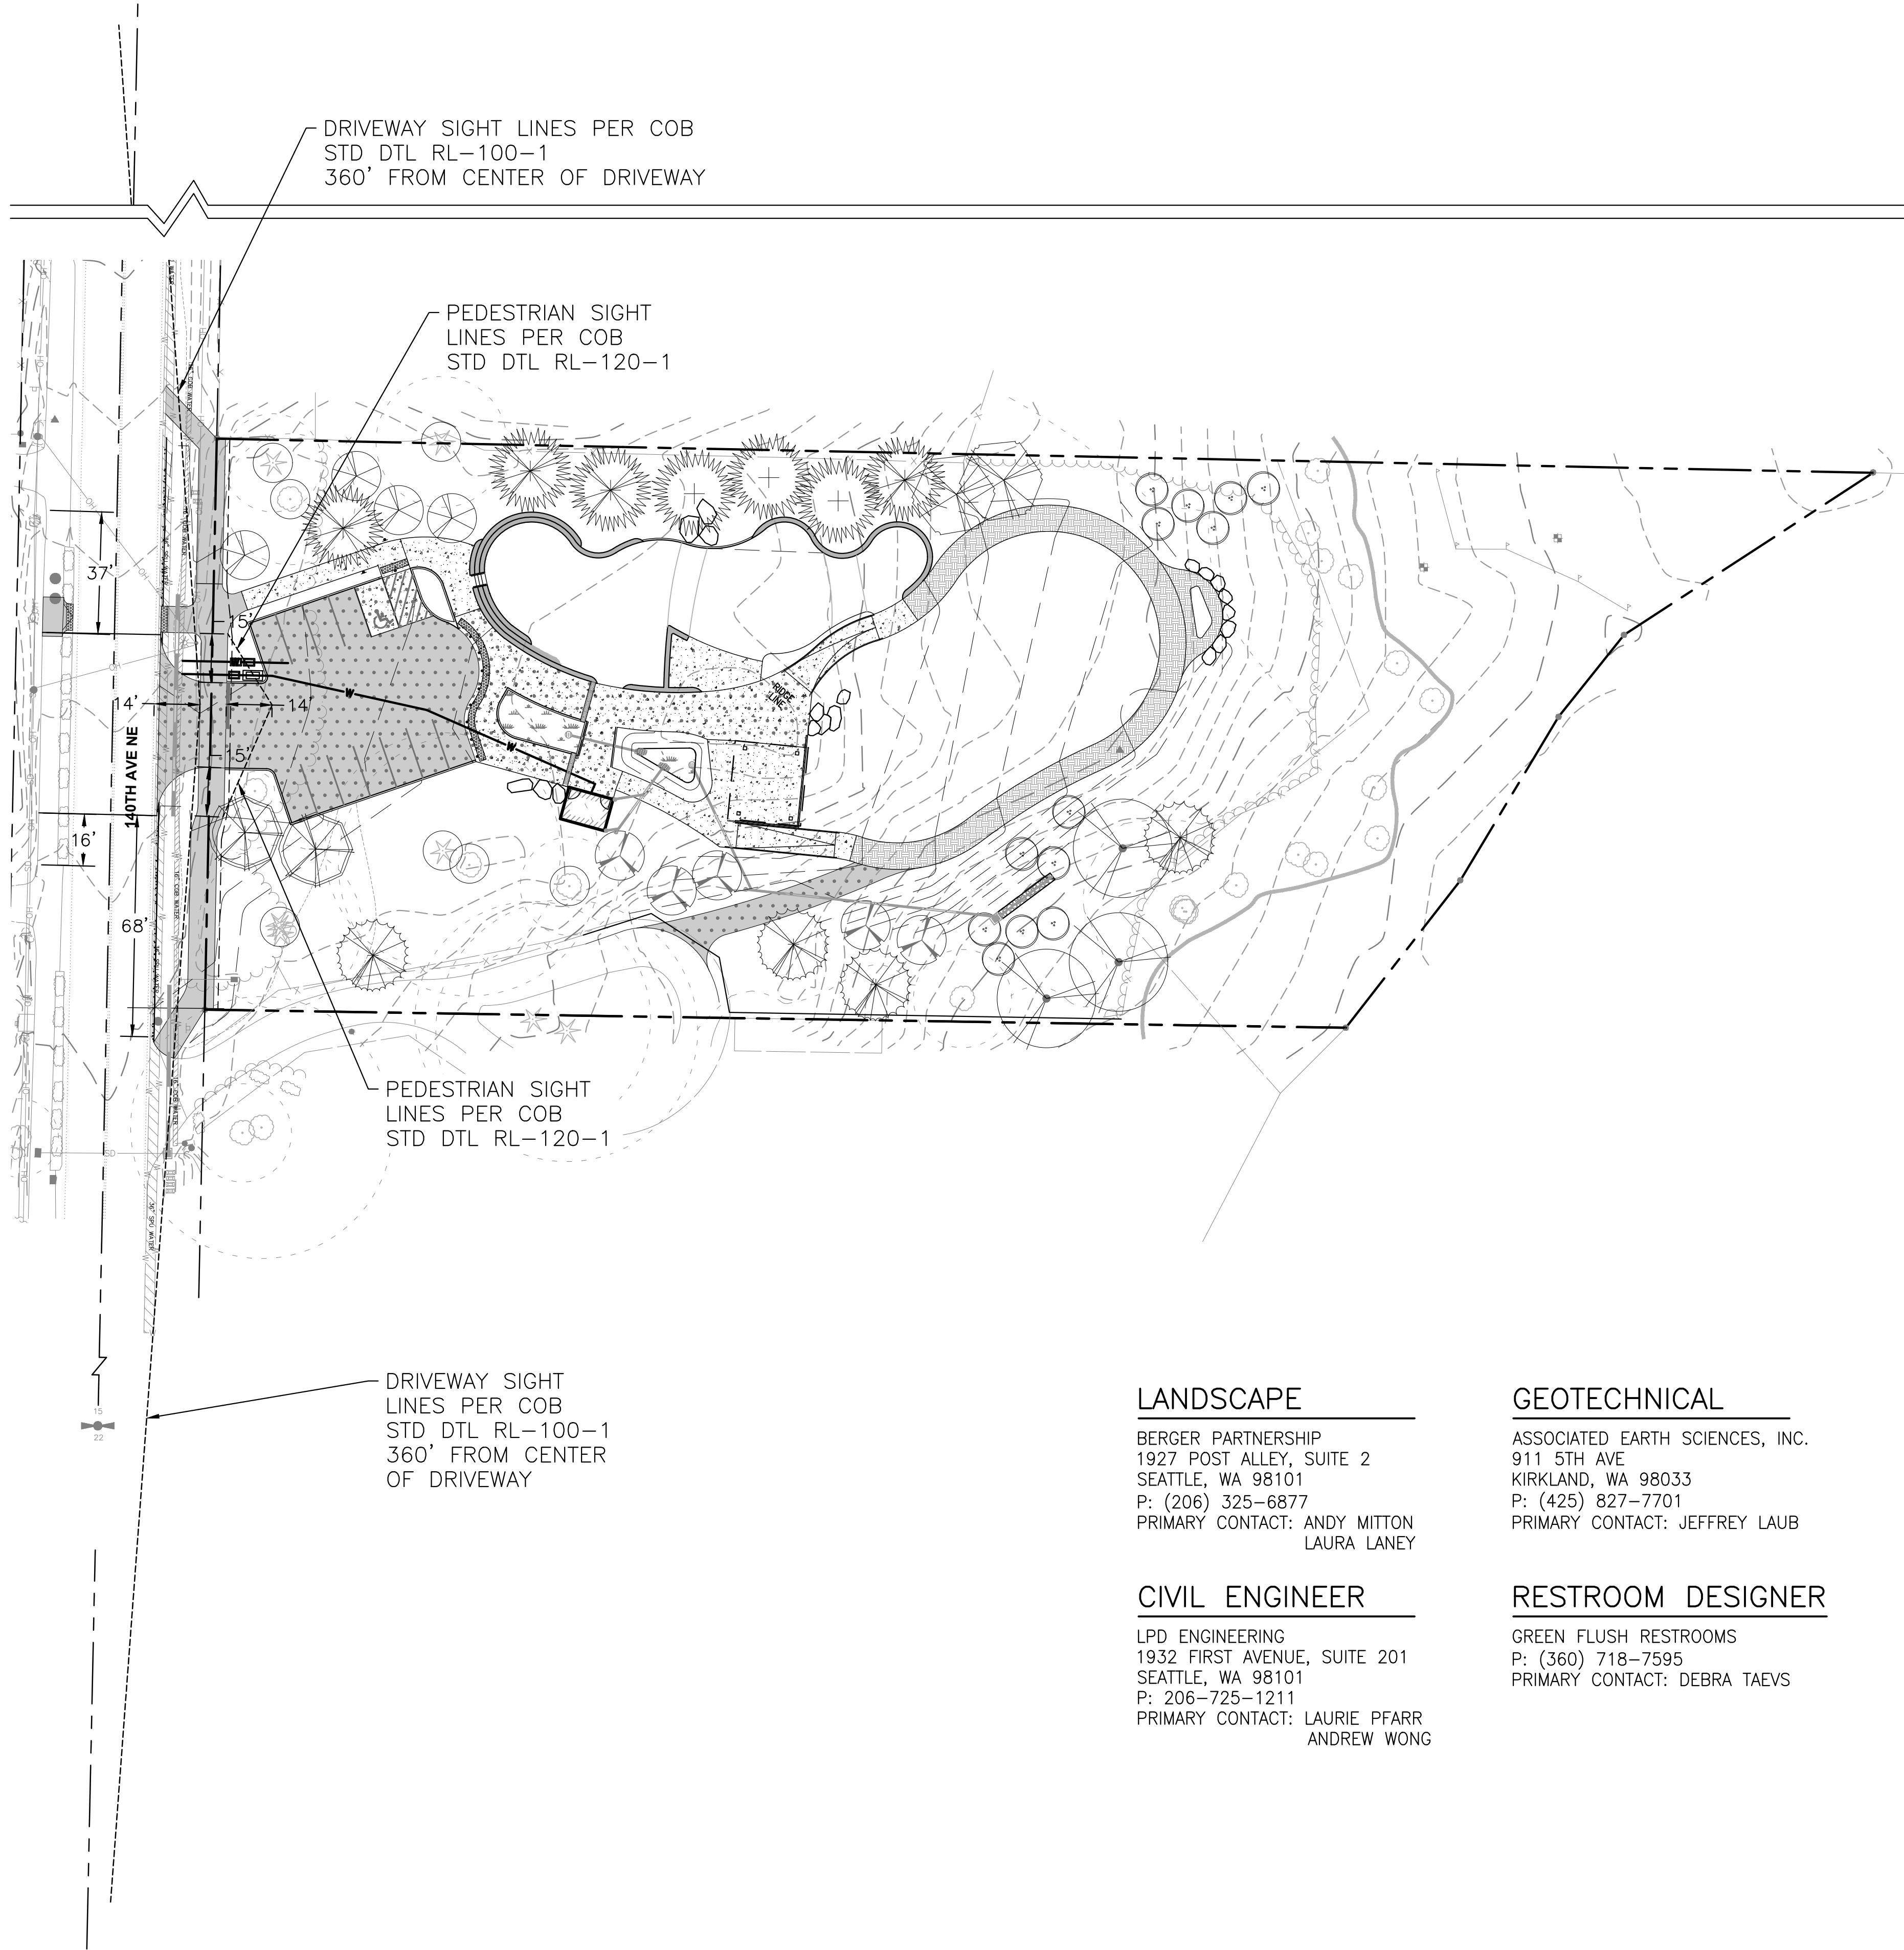 DRIVEWAY SIGHT LINES PER COB
STD DTL RL-100-1
360' FROM CENTER OF DRIVEWAY
PEDESTRIAN SIGHT
LINES PER COB
STD DTL RL-120-1
37'
15'
14'
14'
140TH AVE NE
W
W
RIDGE
LINE
15'
16'
68'
PEDESTRIAN SIGHT
LINES PER COB
STD DTL RL-120-1
SD
36" SPU WATER
DRIVEWAY SIGHT
LINES PER COB
STD DTL RL-100-1
360' FROM CENTER
OF DRIVEWAY
15
22
LANDSCAPE
BERGER PARTNERSHIP
1927 POST ALLEY, SUITE 2
SEATTLE, WA 98101
P: (206) 325-6877
PRIMARY CONTACT: ANDY MITTON
LAURA LANEY
GEOTECHNICAL
ASSOCIATED EARTH SCIENCES, INC.
911 5TH AVE
KIRKLAND, WA 98033
P: (425) 827-7701
PRIMARY CONTACT: JEFFREY LAUB
CIVIL ENGINEER
LPD ENGINEERING
1932 FIRST AVENUE, SUITE 201
SEATTLE, WA 98101
P: 206-725-1211
PRIMARY CONTACT: LAURIE PFARR
ANDREW WONG
RESTROOM DESIGNER
GREEN FLUSH RESTROOMS
P: (360) 718-7595
PRIMARY CONTACT: DEBRA TAEVS